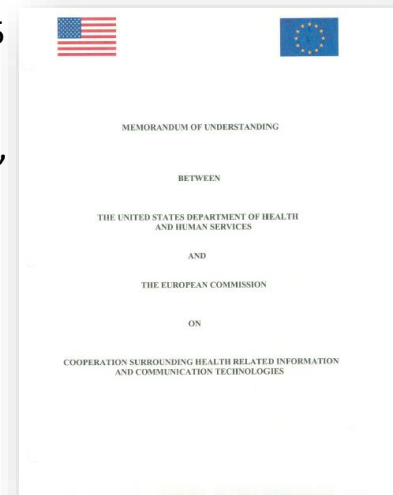 MEMORANDUM OF UNDERSTANDING
BETWEEN
THE UNITED STATES DEPARTMENT OF HEALTH
AND HUMAN SERVICES
AND
THE EUROPEAN COMMISSION
ON
COOPERATION SURROUNDING HEALTH RELATED INFORMATION
AND COMMUNICATION TECHNOLOGIES